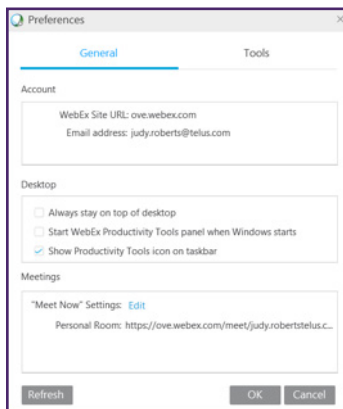 Preferences
General Tools
Account
WebEx Site URL: ove.webex.com
Email address: judy.roberts@telus.com
Desktop
Always stay on top of desktop
Start WebEx Productivity Tools panel when Windows starts
Show Productivity Tools icon on taskbar
Meetings
"Meet Now" Settings: Edit
Personal Room: https://ove.webex.com/meet/judy.robertstelus.c...
Refresh OK Cancel